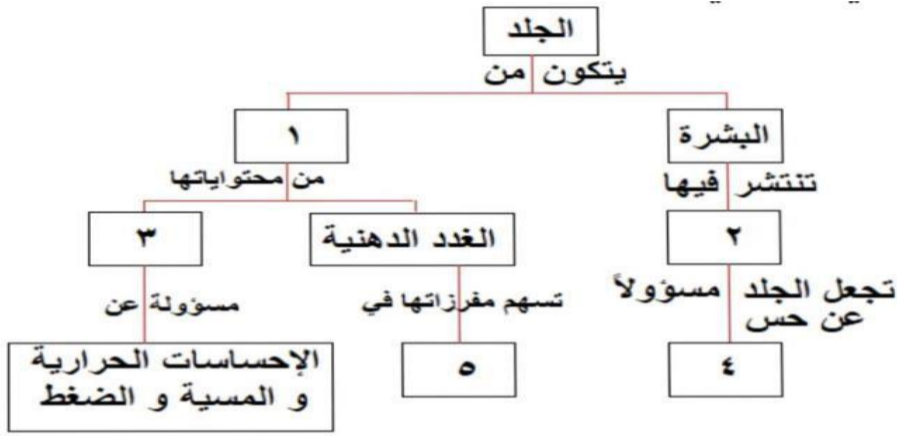 الجلد
يتكون من
البشرة
١
تنتشر فيها
من محتواياتها
٢
الغدد الدهنية
٣
تجعل الجلد مسؤولاً
عن حس
تسهم مفرزاتها في
مسؤولة عن
٤
٥
الإحساسات الحرارية
و المسية و الضغط